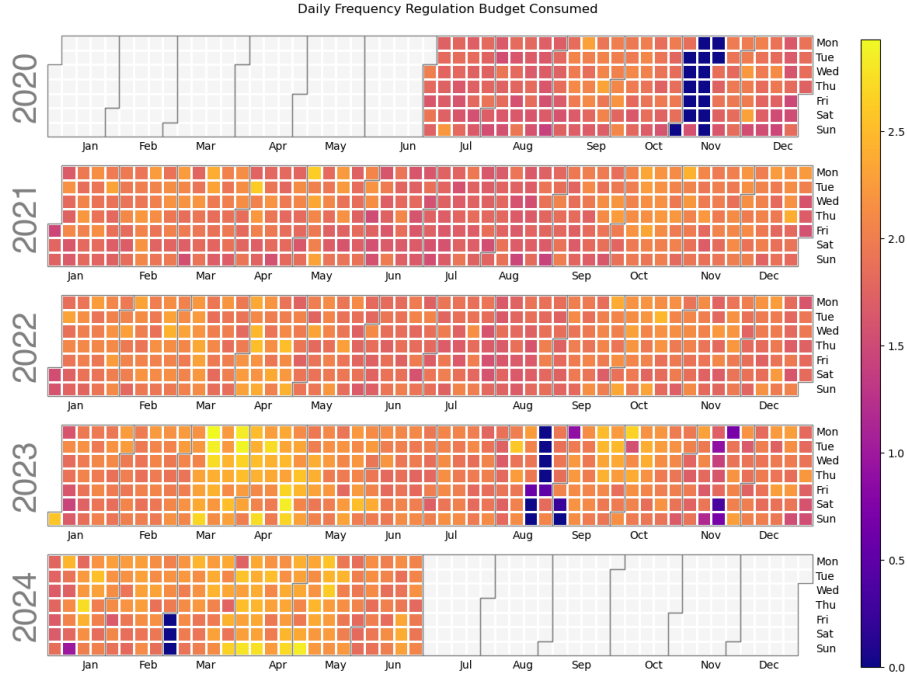 Daily Frequency Regulation Budget Consumed
2020
Mon
Tue
Wed
Thu
Fri
Sat
Sun
Jan Feb Mar Apr May Jun Jul Aug Sep Oct Nov Dec
2021
Mon
Tue
Wed
Thu
Fri
Sat
Sun
Jan Feb Mar Apr May Jun Jul Aug Sep Oct Nov Dec
2022
Mon
Tue
Wed
Thu
Fri
Sat
Sun
Jan Feb Mar Apr May Jun Jul Aug Sep Oct Nov Dec
2023
Mon
Tue
Wed
Thu
Fri
Sat
Sun
Jan Feb Mar Apr May Jun Jul Aug Sep Oct Nov Dec
2024
Mon
Tue
Wed
Thu
Fri
Sat
Sun
Jan Feb Mar Apr May Jun Jul Aug Sep Oct Nov Dec
2.5
2.0
1.5
1.0
0.5
0.0